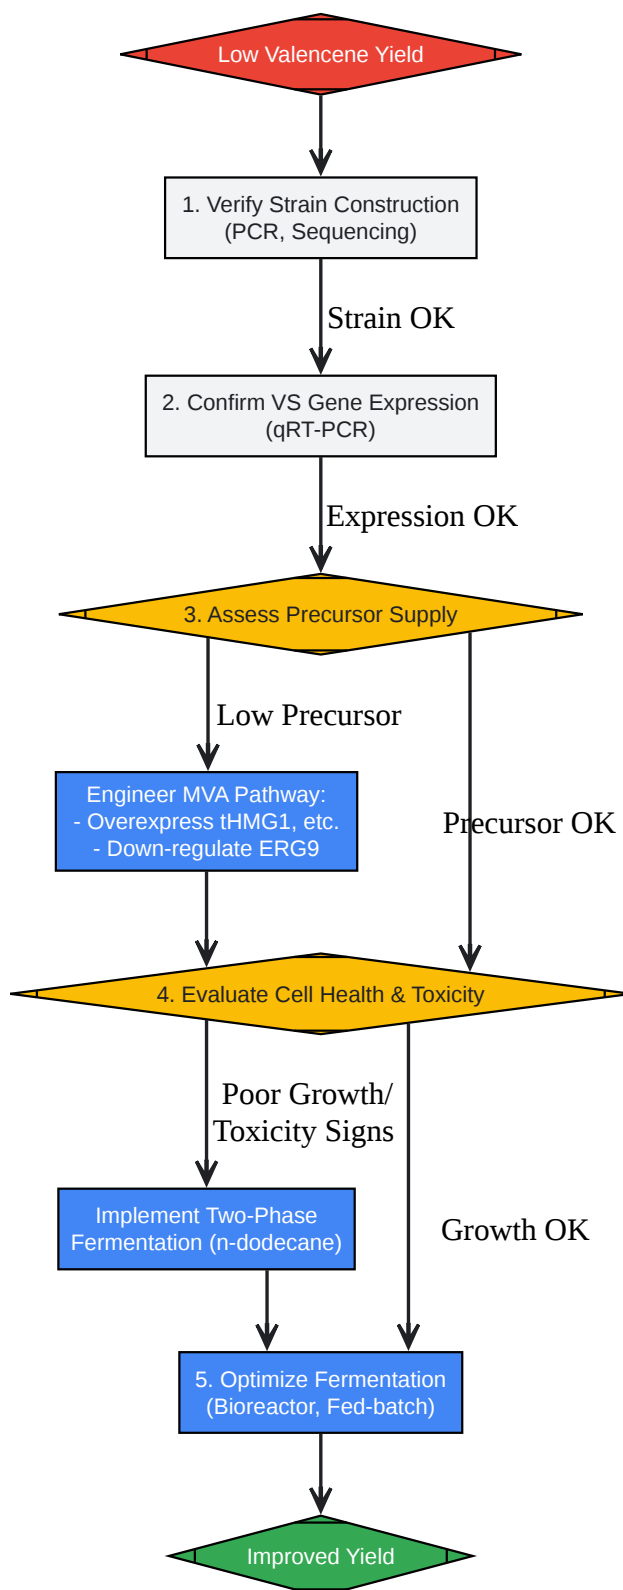 Low Valencene Yield
1. Verify Strain Construction
(PCR, Sequencing)
Strain OK
2. Confirm VS Gene Expression
(qRT-PCR)
Expression OK
3. Assess Precursor Supply
Low Precursor
Engineer MVA Pathway:
- Overexpress tHMG1, etc.
- Down-regulate ERG9
Precursor OK
4. Evaluate Cell Health & Toxicity
Poor Growth/
Toxicity Signs
Implement Two-Phase
Fermentation (n-dodecane)
Growth OK
5. Optimize Fermentation
(Bioreactor, Fed-batch)
Improved Yield